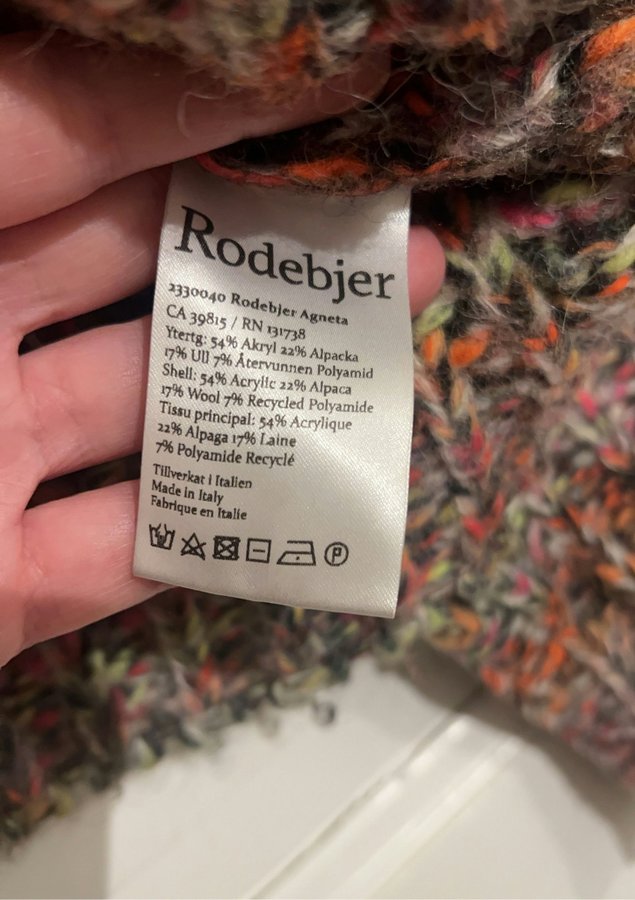 Rodebjer
2330040 Rodebjer Agneta
CA 39815 / RN 131738
Ytertg: 54% Akryl 22% Alpacka
17% Ull 7% Återvunnen Polyamid
Shell: 54% Acrylic 22% Alpaca
17% Wool 7% Recycled Polyamide
Tissu principal: 54% Acrylique
22% Alpaga 17% Laine
7% Polyamide Recyclé
Tillverkat i Italien
Made in Italy
Fabrique en Italie
P